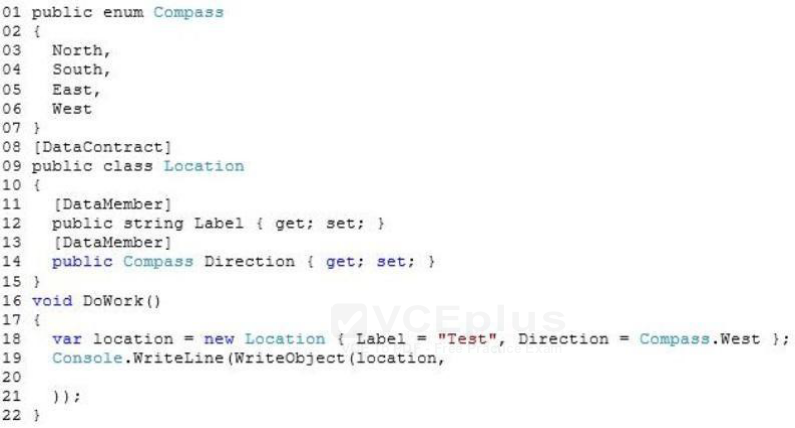 01 public enum Compass
02 {
03   North,
04   South,
05   East,
06   West
07 }
08 [DataContract]
09 public class Location
10 {
11   [DataMember]
12   public string Label { get; set; }
13   [DataMember]
14   public Compass Direction { get; set; }
15 }
16 void DoWork()
17 {
VCEplus
18   var location = new Location { Label = "Test", Direction = Compass.West };
19   Console.WriteLine(WriteObject(location,
20
21   ));
22 }